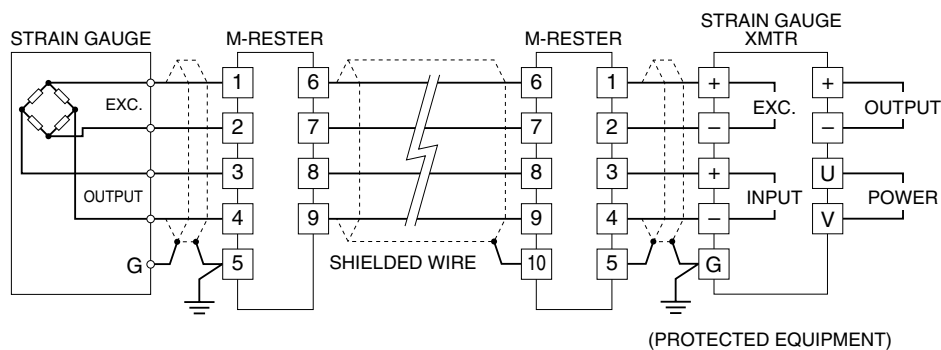 STRAIN GAUGE
M-RESTER
M-RESTER
STRAIN GAUGE
XMTR
EXC.
OUTPUT
G
1
2
3
4
5
6
7
8
9
SHIELDED WIRE
6
7
8
9
10
1
2
3
4
5
+
–
+
–
G
EXC.
INPUT
+
–
U
V
OUTPUT
POWER
(PROTECTED EQUIPMENT)